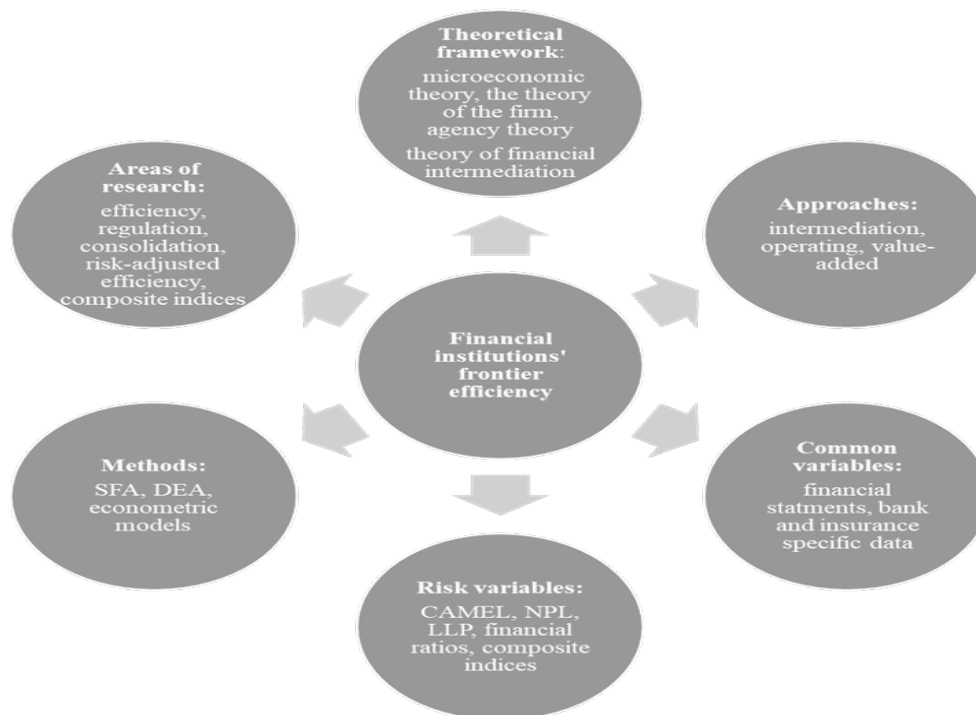 Theoretical
framework:
microeconomic
theory, the theory
of the firm,
agency theory
theory of financial
intermediation
Areas of
research:
efficiency,
regulation,
consolidation,
risk-adjusted
efficiency,
composite indices
Approaches:
intermediation,
operating, value-
added
Financial
institutions'
frontier
efficiency
Methods:
SFA, DEA,
econometric
models
Common
variables:
financial
statments, bank
and insurance
specific data
Risk variables:
CAMEL, NPL,
LLP, financial
ratios, composite
indices